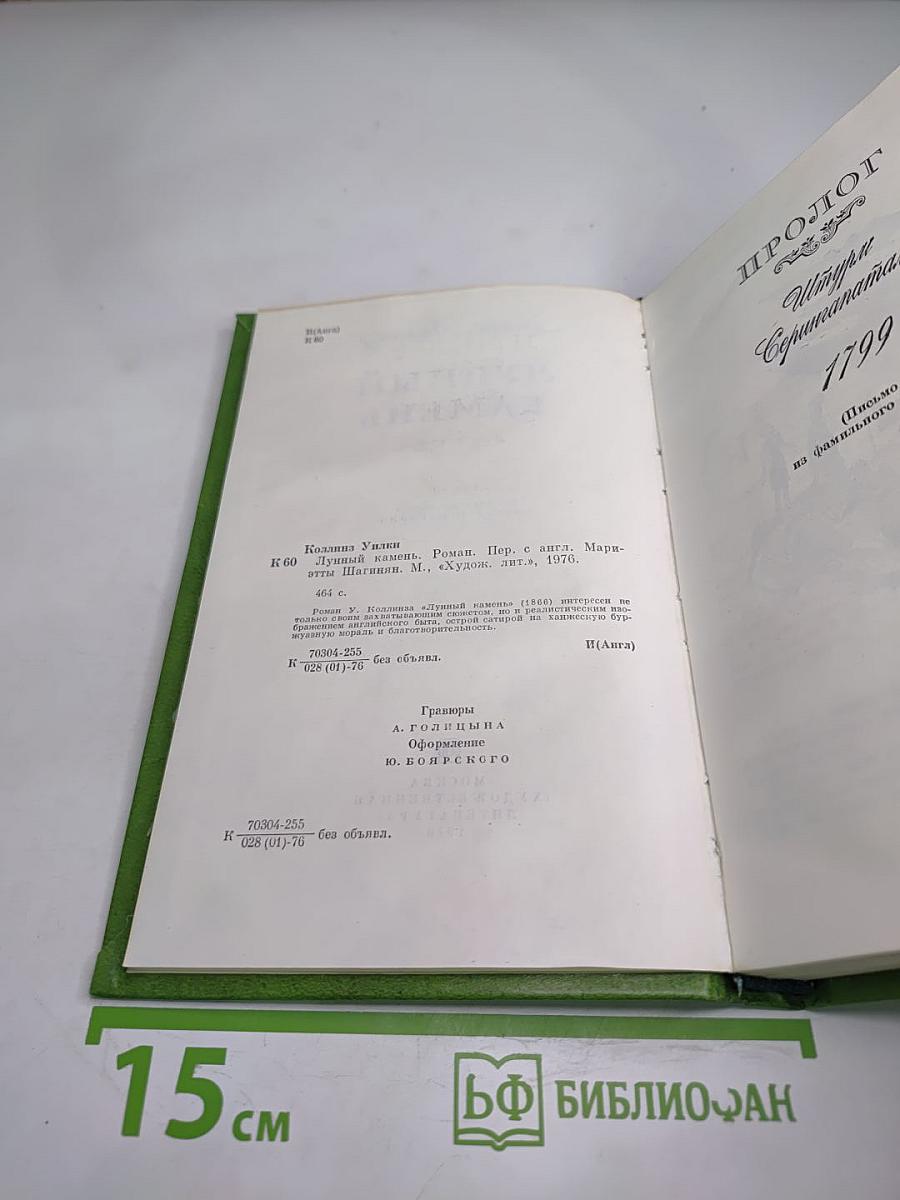 И(Англ)
К 60
Коллинз Уилки
К 60 Лунный камень. Роман. Пер. с англ. Мари-
этты Шагинян. М., «Худож. лит.», 1976.
464 с.
Роман У. Коллинза «Лунный камень» (1866) интересен не
только своим захватывающим сюжетом, но и реалистическим изо-
бражением английского быта, острой сатирой на ханжескую бур-
жуазную мораль и благотворительность.
И(Англ)
К 70304-255
028 (01)-76 без объявл.
Гравюры
А. ГОЛИЦЫНА
Оформление
Ю. БОЯРСКОГО
К 70304-255
028 (01)-76 без объявл.
ПРОЛОГ
Штурм
Серингапатам
1799
(Письмо
из фамильного
15 см
БФ БИБЛИОФАН